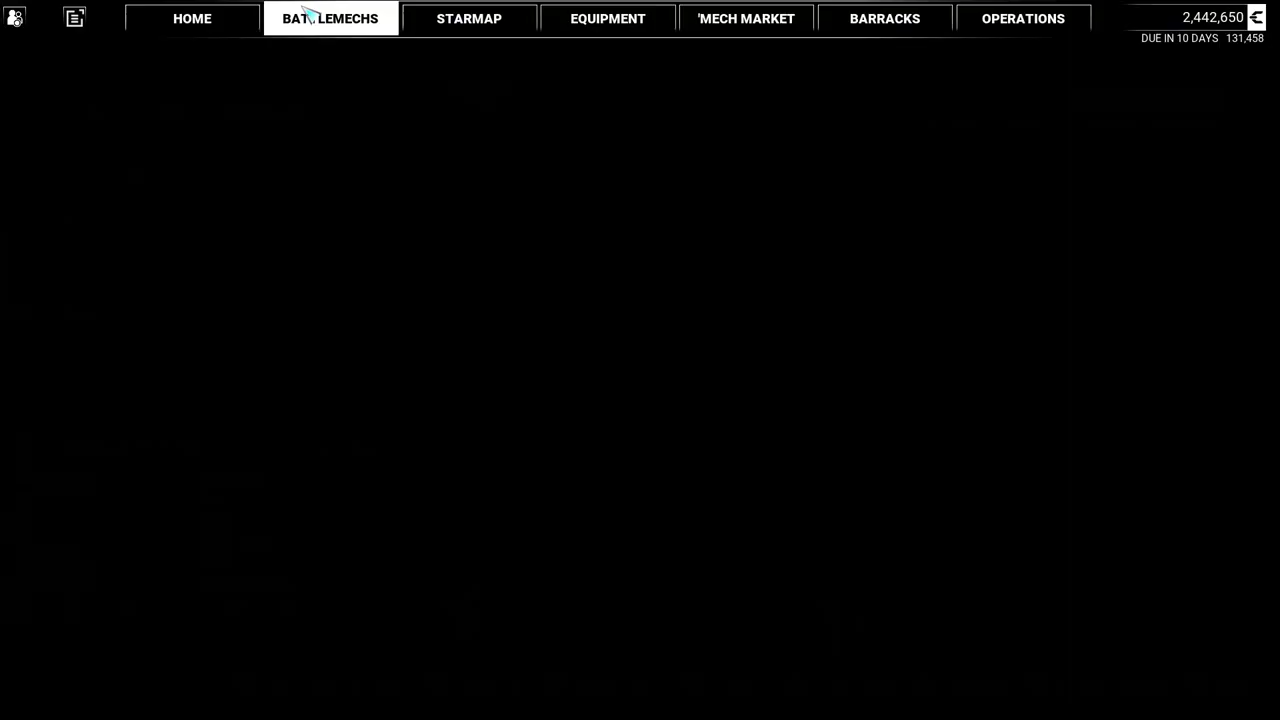 HOME
BATTLEMECHS
STARMAP
EQUIPMENT
'MECH MARKET
BARRACKS
OPERATIONS
2,442,650
DUE IN 10 DAYS 131,458